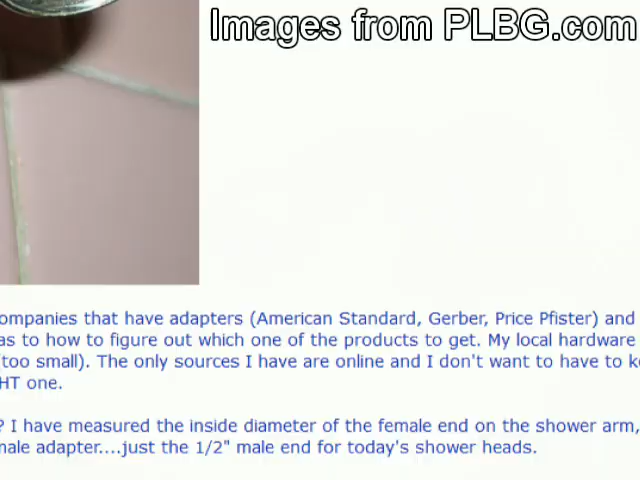 Images from PLBG.com
ompanies that have adapters (American Standard, Gerber, Price Pfister) and
as to how to figure out which one of the products to get. My local hardware
too small). The only sources I have are online and I don't want to have to k
HT one.
? I have measured the inside diameter of the female end on the shower arm,
nale adapter....just the 1/2" male end for today's shower heads.